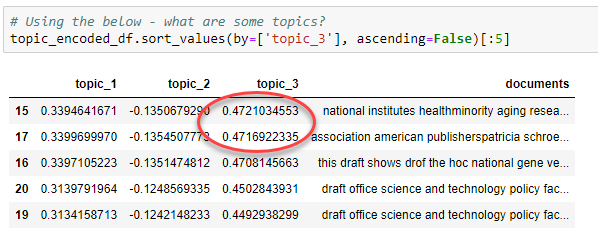 # Using the below - what are some topics?
topic_encoded_df.sort_values(by=['topic_3'], ascending=False)[:5]
topic_1 topic_2 topic_3 documents
15 0.3394641671 -0.1350679290 0.4721034553 national institutes healthminority aging resea...
17 0.3399699970 -0.1354507773 0.4716922335 association american publisherspatricia schroe...
16 0.3397105223 -0.1351474812 0.4708145663 this draft shows drof the hoc national gene ve...
20 0.3139791964 -0.1248569335 0.4502843931 draft office science and technology policy fac...
19 0.3134158713 -0.1242148233 0.4492938299 draft office science and technology policy fac...